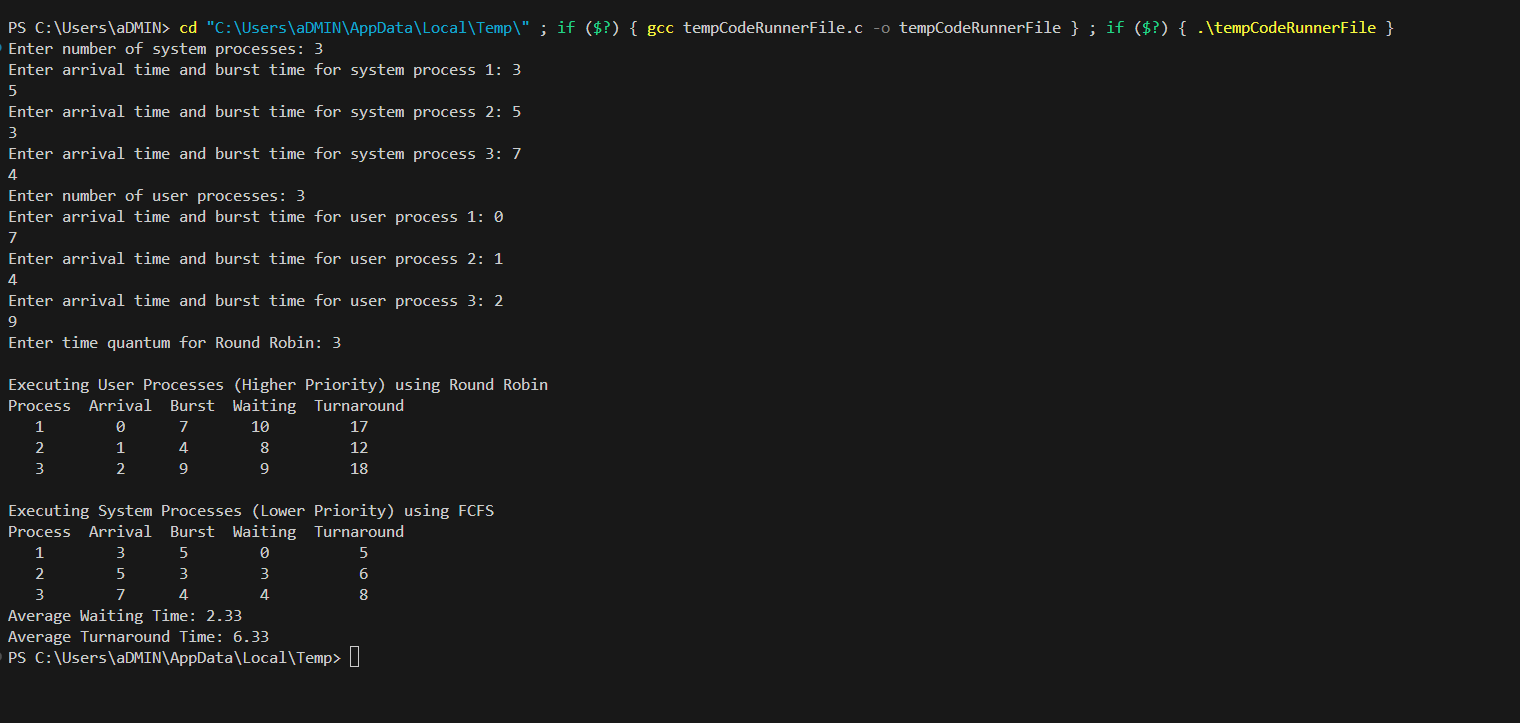 PS C:\Users\aDMIN> cd "C:\Users\aDMIN\AppData\Local\Temp\" ; if ($?) { gcc tempCodeRunnerFile.c -o tempCodeRunnerFile } ; if ($?) { .\tempCodeRunnerFile }
Enter number of system processes: 3
Enter arrival time and burst time for system process 1: 3
5
Enter arrival time and burst time for system process 2: 5
3
Enter arrival time and burst time for system process 3: 7
4
Enter number of user processes: 3
Enter arrival time and burst time for user process 1: 0
7
Enter arrival time and burst time for user process 2: 1
4
Enter arrival time and burst time for user process 3: 2
9
Enter time quantum for Round Robin: 3

Executing User Processes (Higher Priority) using Round Robin
Process  Arrival  Burst  Waiting  Turnaround
   1        0      7       10         17
   2        1      4        8         12
   3        2      9        9         18

Executing System Processes (Lower Priority) using FCFS
Process  Arrival  Burst  Waiting  Turnaround
   1        3      5        0          5
   2        5      3        3          6
   3        7      4        4          8
Average Waiting Time: 2.33
Average Turnaround Time: 6.33
PS C:\Users\aDMIN\AppData\Local\Temp>